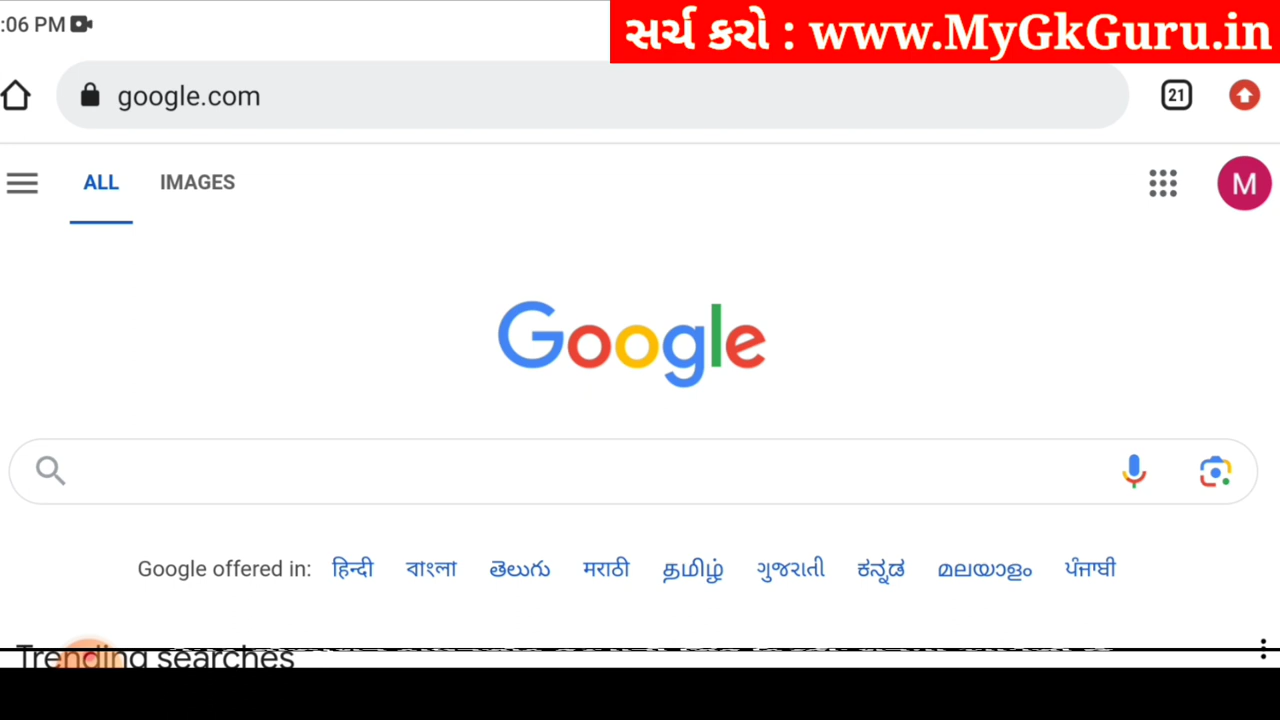 :06 PM
સર્ચ કરો : www.MyGkGuru.in
google.com
21
ALL IMAGES
M
Google
Google offered in: हिन्दी বাংলা తెలుగు मराठी தமிழ் ગુજરાતી ಕನ್ನಡ മലയാളം ਪੰਜਾਬੀ
Trending searches